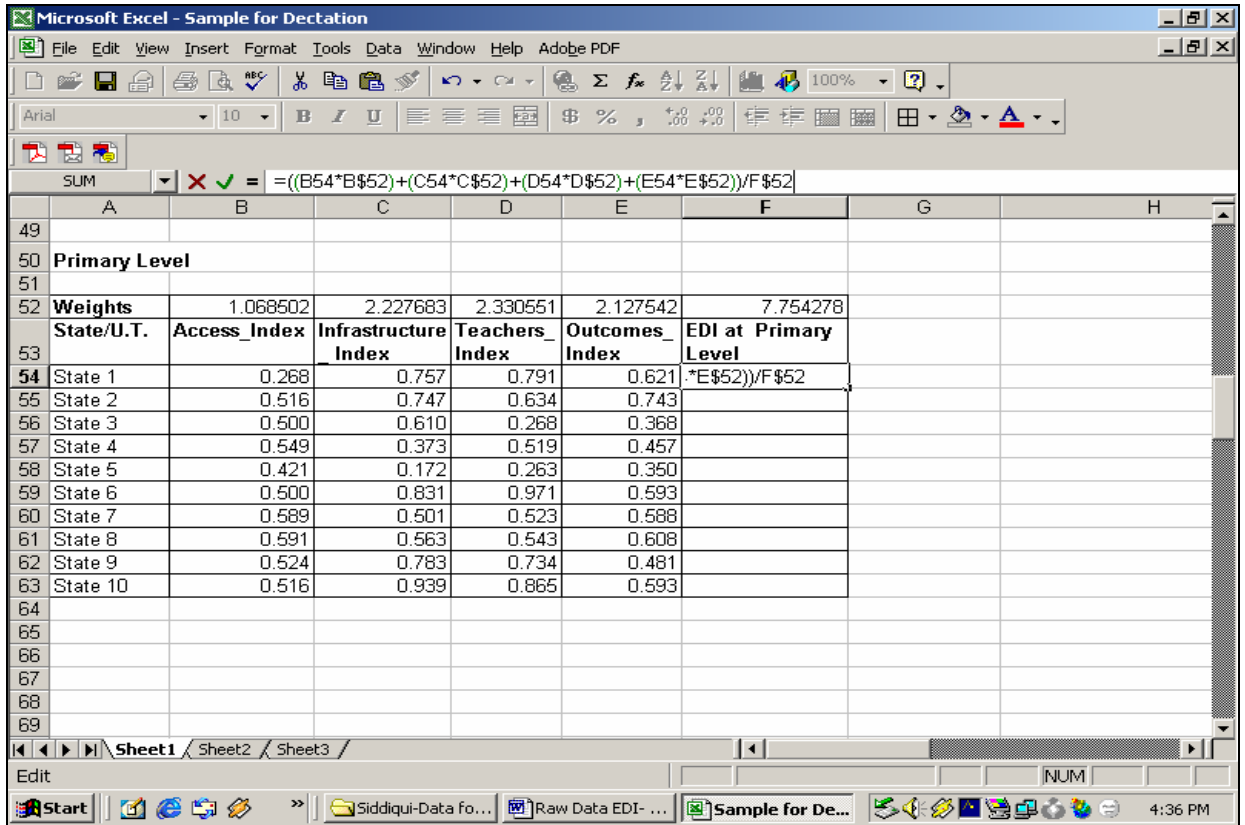 Microsoft Excel - Sample for Dectation
File Edit View Insert Format Tools Data Window Help Adobe PDF
100%
Arial 10 B I U $ % ,
SUM = =((B54*B$52)+(C54*C$52)+(D54*D$52)+(E54*E$52))/F$52
A B C D E F G H
49
50 Primary Level
51
52 Weights 1.068502 2.227683 2.330551 2.127542 7.754278
State/U.T. Access_Index Infrastructure Teachers_ Outcomes_ EDI at Primary
53 _ Index Index Index Level
54 State 1 0.268 0.757 0.791 0.621 *E$52))/F$52
55 State 2 0.516 0.747 0.634 0.743
56 State 3 0.500 0.610 0.268 0.368
57 State 4 0.549 0.373 0.519 0.457
58 State 5 0.421 0.172 0.263 0.350
59 State 6 0.500 0.831 0.971 0.593
60 State 7 0.589 0.501 0.523 0.588
61 State 8 0.591 0.563 0.543 0.608
62 State 9 0.524 0.783 0.734 0.481
63 State 10 0.516 0.939 0.865 0.593
64
65
66
67
68
69
Sheet1 Sheet2 Sheet3
Edit NUM
Start » Siddiqui-Data fo... Raw Data EDI- ... Sample for De... 4:36 PM